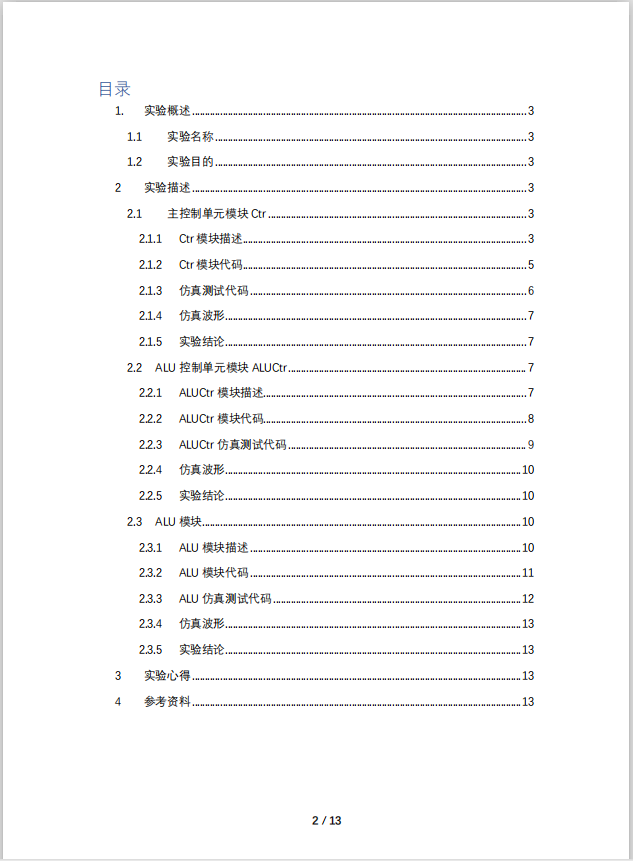 目录
1. 实验概述 3
1.1 实验名称 3
1.2 实验目的 3
2 实验描述 3
2.1 主控制单元模块 Ctr 3
2.1.1 Ctr 模块描述 3
2.1.2 Ctr 模块代码 5
2.1.3 仿真测试代码 6
2.1.4 仿真波形 7
2.1.5 实验结论 7
2.2 ALU 控制单元模块 ALUCtr 7
2.2.1 ALUCtr 模块描述 7
2.2.2 ALUCtr 模块代码 8
2.2.3 ALUCtr 仿真测试代码 9
2.2.4 仿真波形 10
2.2.5 实验结论 10
2.3 ALU 模块 10
2.3.1 ALU 模块描述 10
2.3.2 ALU 模块代码 11
2.3.3 ALU 仿真测试代码 12
2.3.4 仿真波形 13
2.3.5 实验结论 13
3 实验心得 13
4 参考资料 13
2 / 13